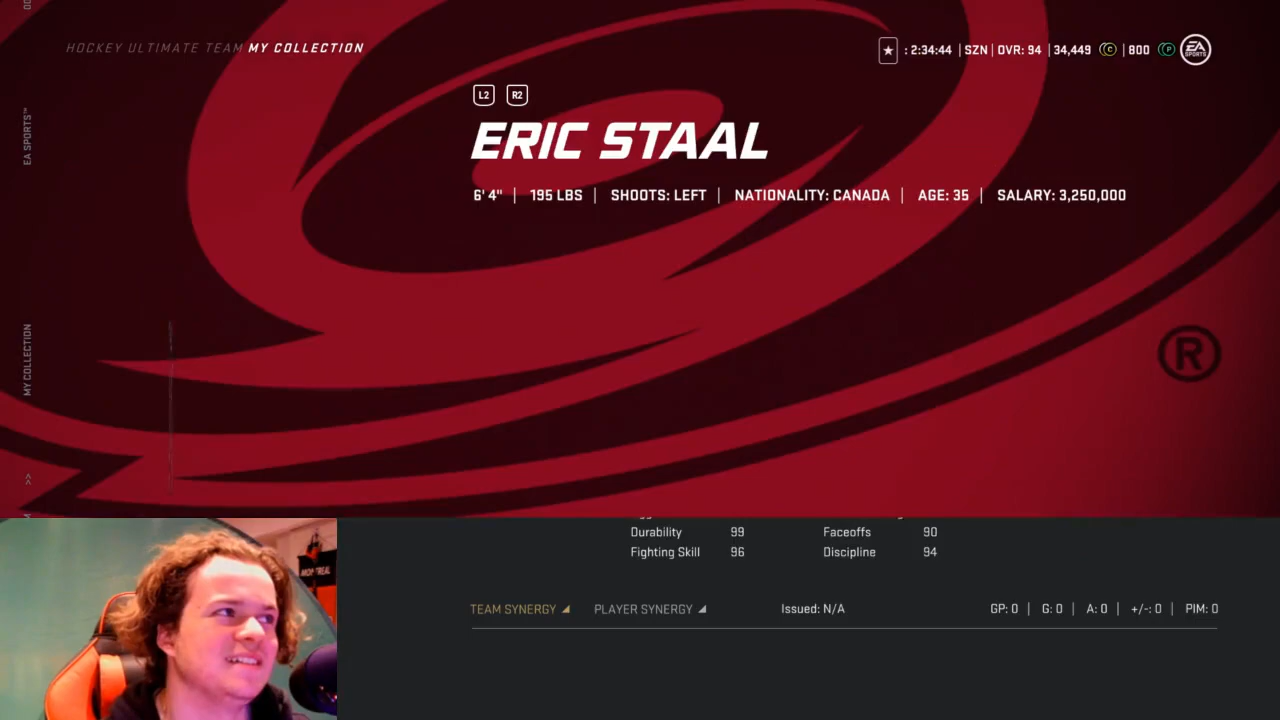 HOCKEY ULTIMATE TEAM MY COLLECTION
★ : 2:34:44 | SZN | OVR: 94 | 34,449 C | 800 P EA SPORTS
L2 R2
ERIC STAAL
6' 4" | 195 LBS | SHOOTS: LEFT | NATIONALITY: CANADA | AGE: 35 | SALARY: 3,250,000
EA SPORTS™
MY COLLECTION
>>
®
Durability 99 Faceoffs 90
Fighting Skill 96 Discipline 94
TEAM SYNERGY PLAYER SYNERGY Issued: N/A GP: 0 | G: 0 | A: 0 | +/-: 0 | PIM: 0